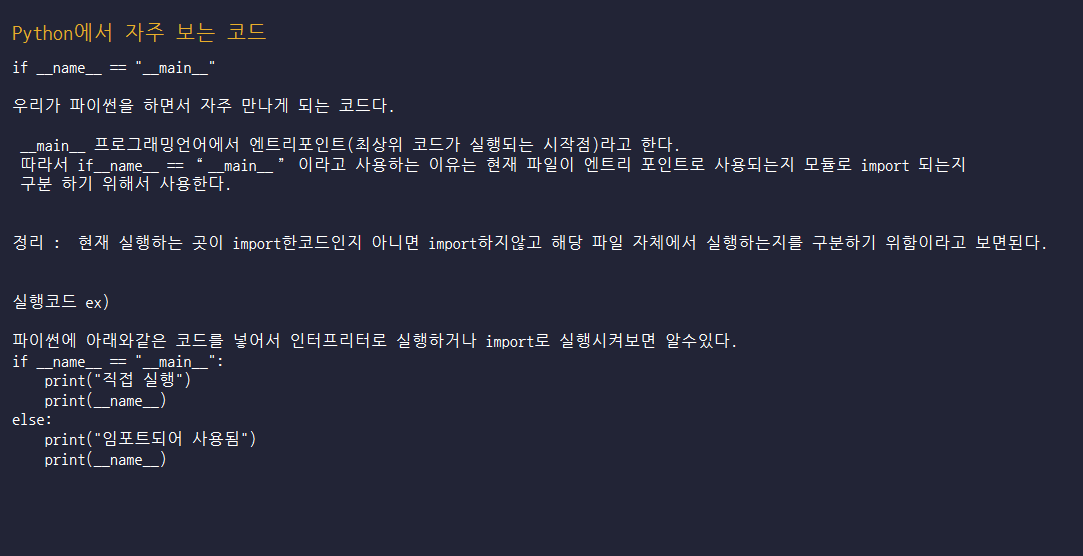 Python에서 자주 보는 코드
if __name__ == "__main__"
우리가 파이썬을 하면서 자주 만나게 되는 코드다.
__main__ 프로그래밍언어에서 엔트리포인트(최상위 코드가 실행되는 시작점)라고 한다.
따라서 if__name__ == “ __main__ ” 이라고 사용하는 이유는 현재 파일이 엔트리 포인트로 사용되는지 모듈로 import 되는지
구분 하기 위해서 사용한다.
정리 :  현재 실행하는 곳이 import한코드인지 아니면 import하지않고 해당 파일 자체에서 실행하는지를 구분하기 위함이라고 보면된다.
실행코드 ex)
파이썬에 아래와같은 코드를 넣어서 인터프리터로 실행하거나 import로 실행시켜보면 알수있다.
if __name__ == "__main__":
    print("직접 실행")
    print(__name__)
else:
    print("임포트되어 사용됨")
    print(__name__)